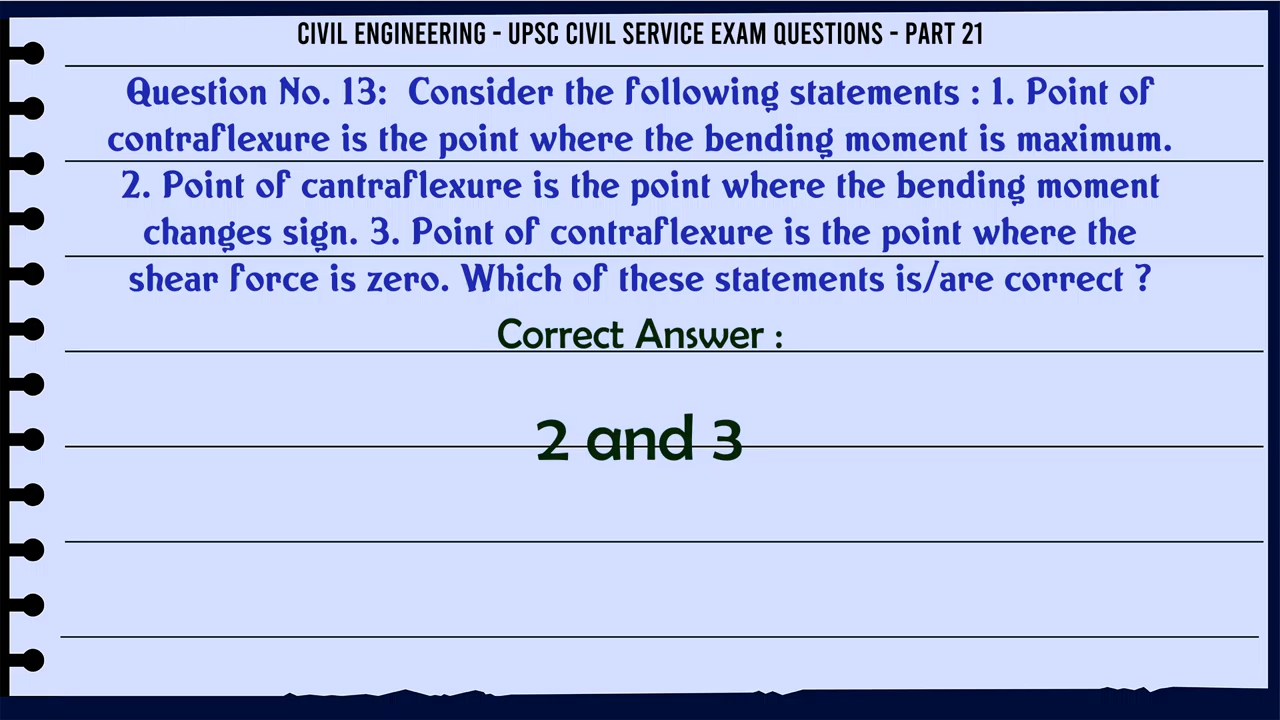 CIVIL ENGINEERING - UPSC CIVIL SERVICE EXAM QUESTIONS - PART 21
Question No. 13: Consider the following statements : 1. Point of
contraflexure is the point where the bending moment is maximum.
2. Point of cantraflexure is the point where the bending moment
changes sign. 3. Point of contraflexure is the point where the
shear force is zero. Which of these statements is/are correct ?
Correct Answer :
2 and 3